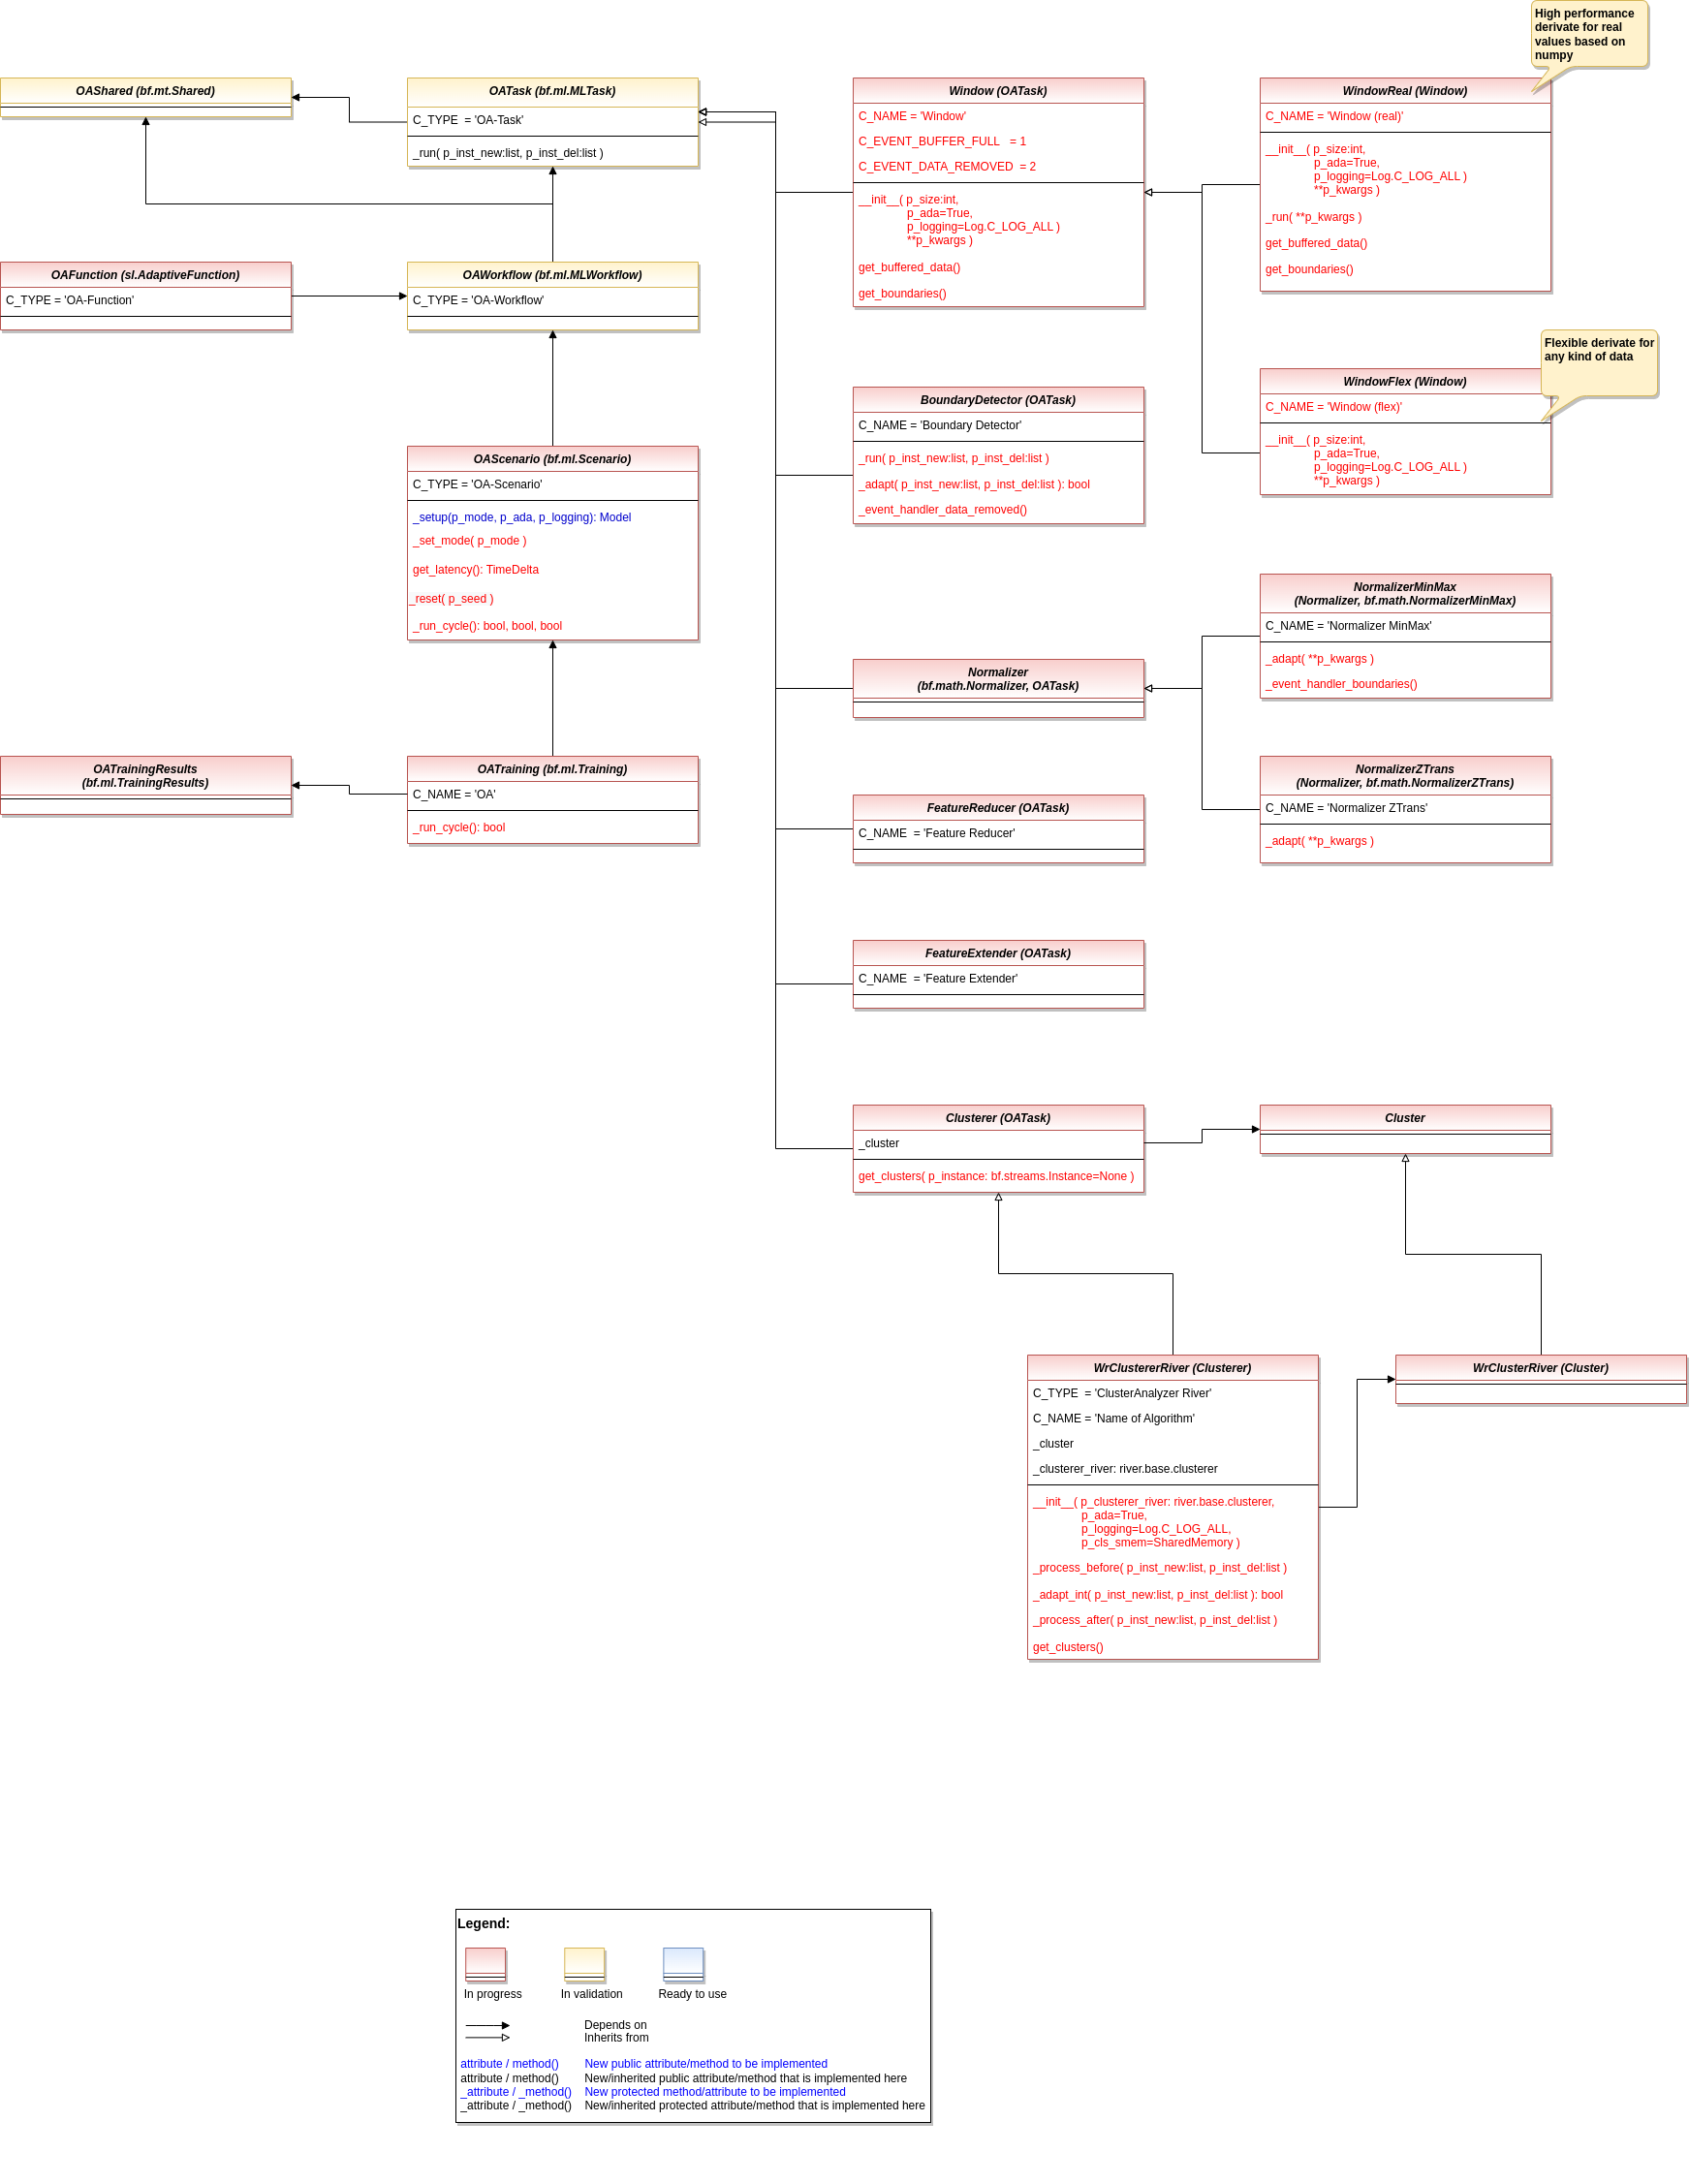 High performance
derivate for real
values based on
numpy
OAShared (bf.mt.Shared)
OATask (bf.ml.MLTask)
C_TYPE  = 'OA-Task'
_run( p_inst_new:list, p_inst_del:list )
Window (OATask)
C_NAME = 'Window'
C_EVENT_BUFFER_FULL   = 1
C_EVENT_DATA_REMOVED  = 2
__init__( p_size:int,
p_ada=True,
p_logging=Log.C_LOG_ALL )
**p_kwargs )
get_buffered_data()
get_boundaries()
WindowReal (Window)
C_NAME = 'Window (real)'
__init__( p_size:int,
p_ada=True,
p_logging=Log.C_LOG_ALL )
**p_kwargs )
_run( **p_kwargs )
get_buffered_data()
get_boundaries()
OAFunction (sl.AdaptiveFunction)
C_TYPE = 'OA-Function'
OAWorkflow (bf.ml.MLWorkflow)
C_TYPE = 'OA-Workflow'
Flexible derivate for
any kind of data
WindowFlex (Window)
C_NAME = 'Window (flex)'
__init__( p_size:int,
p_ada=True,
p_logging=Log.C_LOG_ALL )
**p_kwargs )
BoundaryDetector (OATask)
C_NAME = 'Boundary Detector'
_run( p_inst_new:list, p_inst_del:list )
_adapt( p_inst_new:list, p_inst_del:list ): bool
_event_handler_data_removed()
OAScenario (bf.ml.Scenario)
C_TYPE = 'OA-Scenario'
_setup(p_mode, p_ada, p_logging): Model
_set_mode( p_mode )
get_latency(): TimeDelta
_reset( p_seed )
_run_cycle(): bool, bool, bool
NormalizerMinMax
(Normalizer, bf.math.NormalizerMinMax)
C_NAME = 'Normalizer MinMax'
_adapt( **p_kwargs )
_event_handler_boundaries()
Normalizer
(bf.math.Normalizer, OATask)
OATrainingResults
(bf.ml.TrainingResults)
OATraining (bf.ml.Training)
C_NAME = 'OA'
_run_cycle(): bool
NormalizerZTrans
(Normalizer, bf.math.NormalizerZTrans)
C_NAME = 'Normalizer ZTrans'
_adapt( **p_kwargs )
FeatureReducer (OATask)
C_NAME  = 'Feature Reducer'
FeatureExtender (OATask)
C_NAME  = 'Feature Extender'
Clusterer (OATask)
_cluster
get_clusters( p_instance: bf.streams.Instance=None )
Cluster
WrClustererRiver (Clusterer)
C_TYPE  = 'ClusterAnalyzer River'
C_NAME = 'Name of Algorithm'
_cluster
_clusterer_river: river.base.clusterer
__init__( p_clusterer_river: river.base.clusterer,
p_ada=True,
p_logging=Log.C_LOG_ALL,
p_cls_smem=SharedMemory )
_process_before( p_inst_new:list, p_inst_del:list )
_adapt_int( p_inst_new:list, p_inst_del:list ): bool
_process_after( p_inst_new:list, p_inst_del:list )
get_clusters()
WrClusterRiver (Cluster)
Legend:
In progress
In validation
Ready to use
Depends on
Inherits from
attribute / method() New public attribute/method to be implemented
attribute / method() New/inherited public attribute/method that is implemented here
_attribute / _method() New protected method/attribute to be implemented
_attribute / _method() New/inherited protected attribute/method that is implemented here